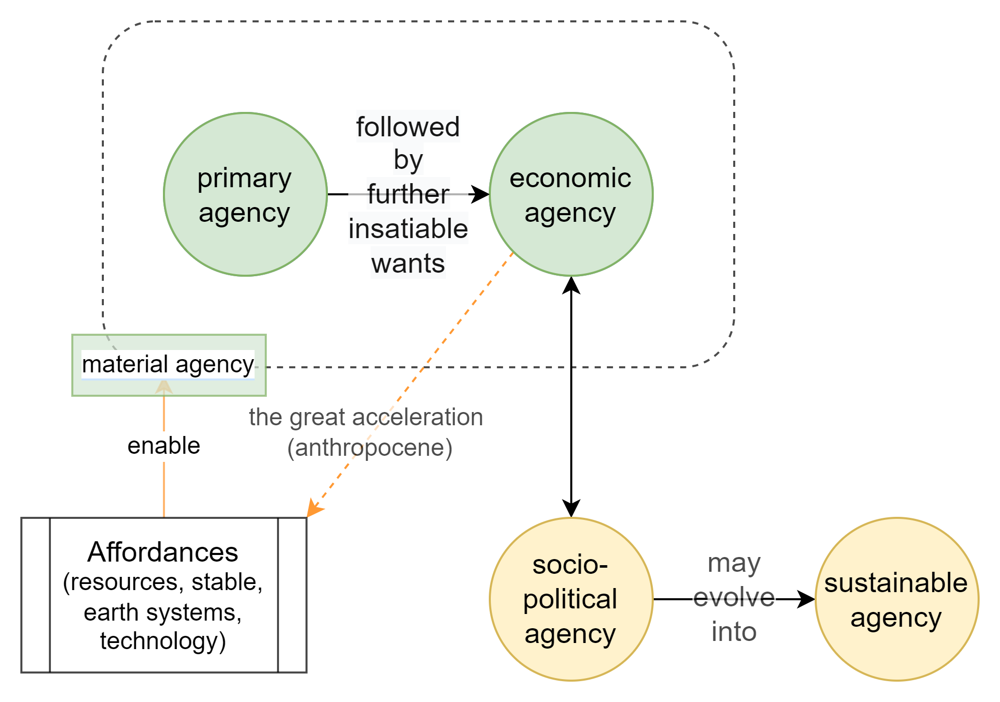 primary
agency
followed
by
further
insatiable
wants
economic
agency
material agency
the great acceleration
(anthropocene)
enable
Affordances
(resources, stable,
earth systems,
technology)
socio-
political
agency
may
evolve
into
sustainable
agency